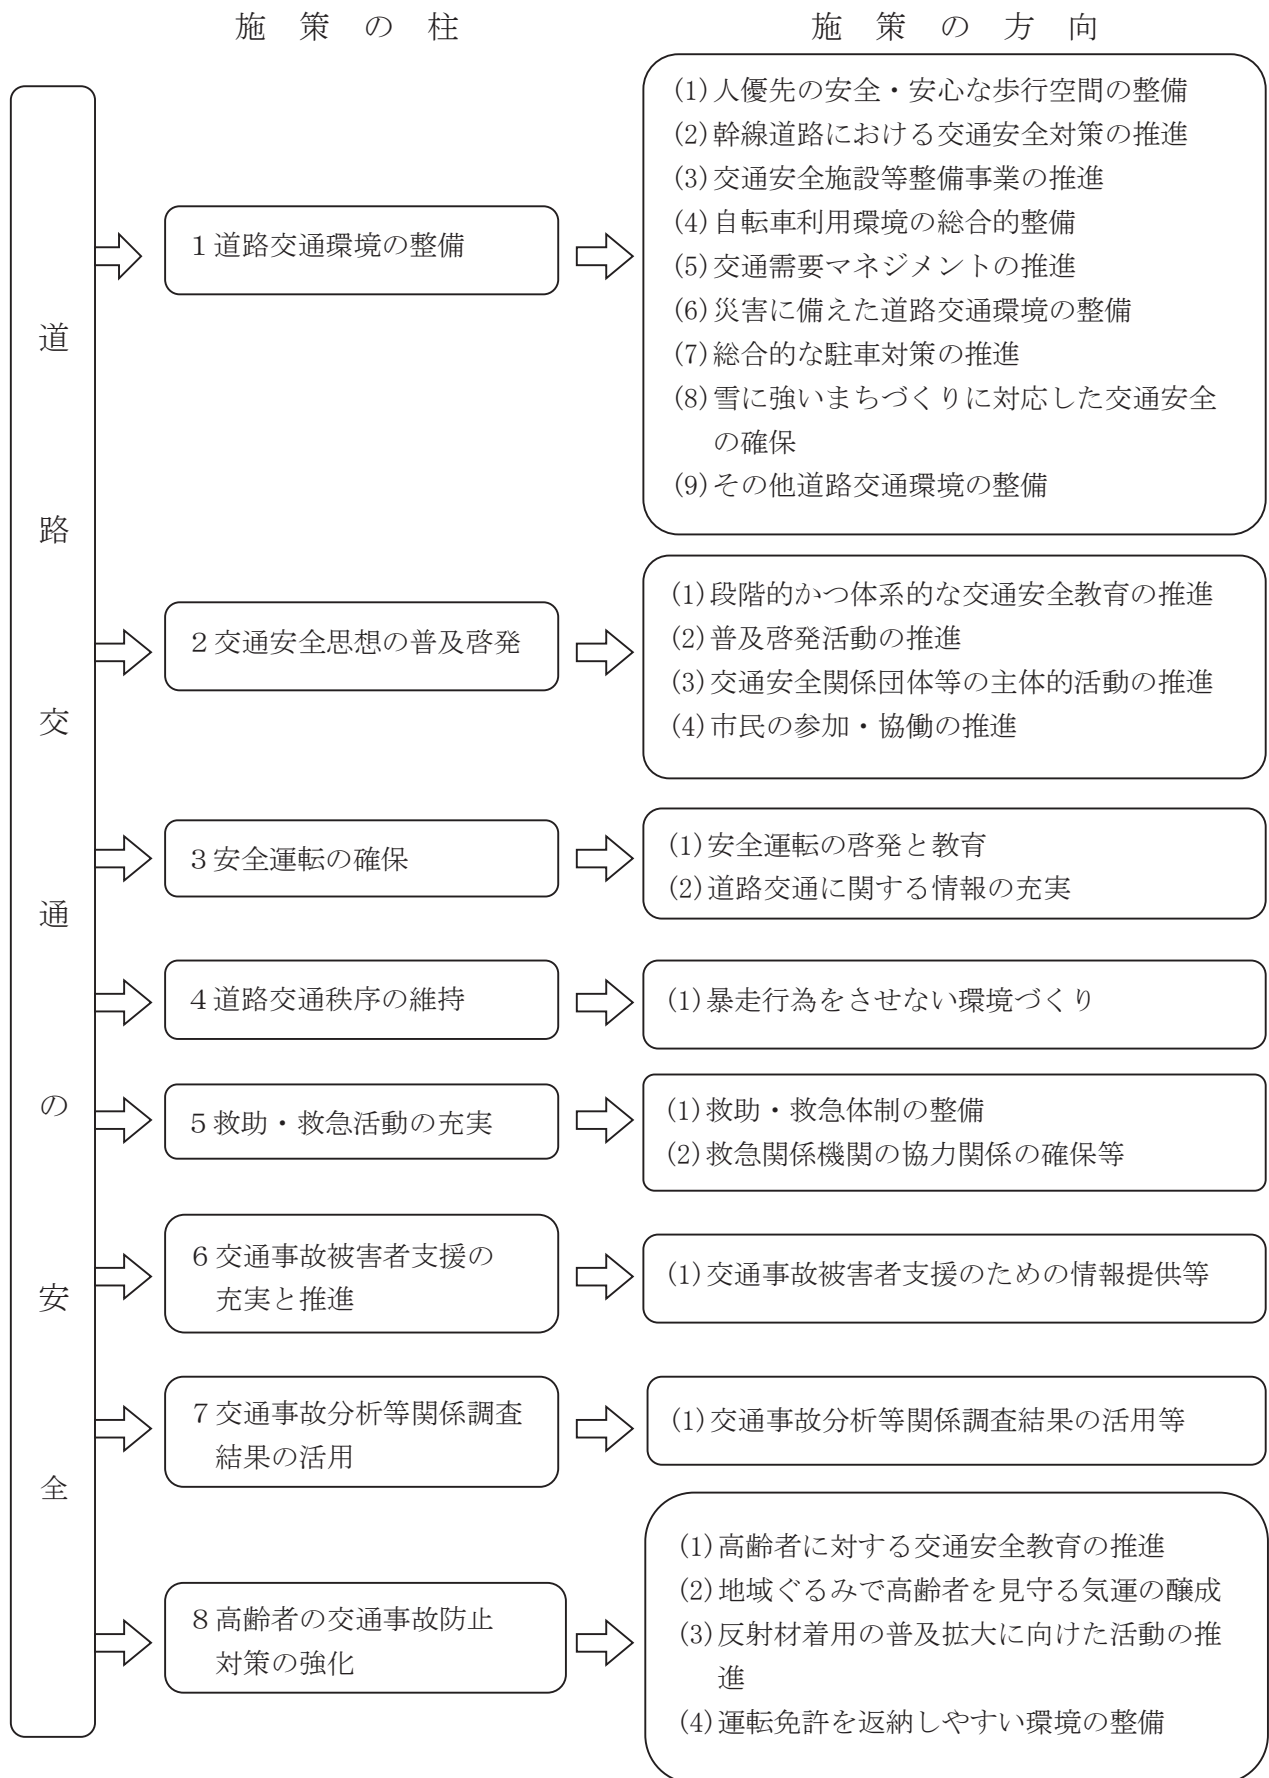 施策の柱
施策の方向
道路交通の安全
1道路交通環境の整備
(1)人優先の安全・安心な歩行空間の整備
(2)幹線道路における交通安全対策の推進
(3)交通安全施設等整備事業の推進
(4)自転車利用環境の総合的整備
(5)交通需要マネジメントの推進
(6)災害に備えた道路交通環境の整備
(7)総合的な駐車対策の推進
(8)雪に強いまちづくりに対応した交通安全
の確保
(9)その他道路交通環境の整備
2交通安全思想の普及啓発
(1)段階的かつ体系的な交通安全教育の推進
(2)普及啓発活動の推進
(3)交通安全関係団体等の主体的活動の推進
(4)市民の参加・協働の推進
3安全運転の確保
(1)安全運転の啓発と教育
(2)道路交通に関する情報の充実
4道路交通秩序の維持
(1)暴走行為をさせない環境づくり
5救助・救急活動の充実
(1)救助・救急体制の整備
(2)救急関係機関の協力関係の確保等
6交通事故被害者支援の
充実と推進
(1)交通事故被害者支援のための情報提供等
7交通事故分析等関係調査
結果の活用
(1)交通事故分析等関係調査結果の活用等
8高齢者の交通事故防止
対策の強化
(1)高齢者に対する交通安全教育の推進
(2)地域ぐるみで高齢者を見守る気運の醸成
(3)反射材着用の普及拡大に向けた活動の推
進
(4)運転免許を返納しやすい環境の整備